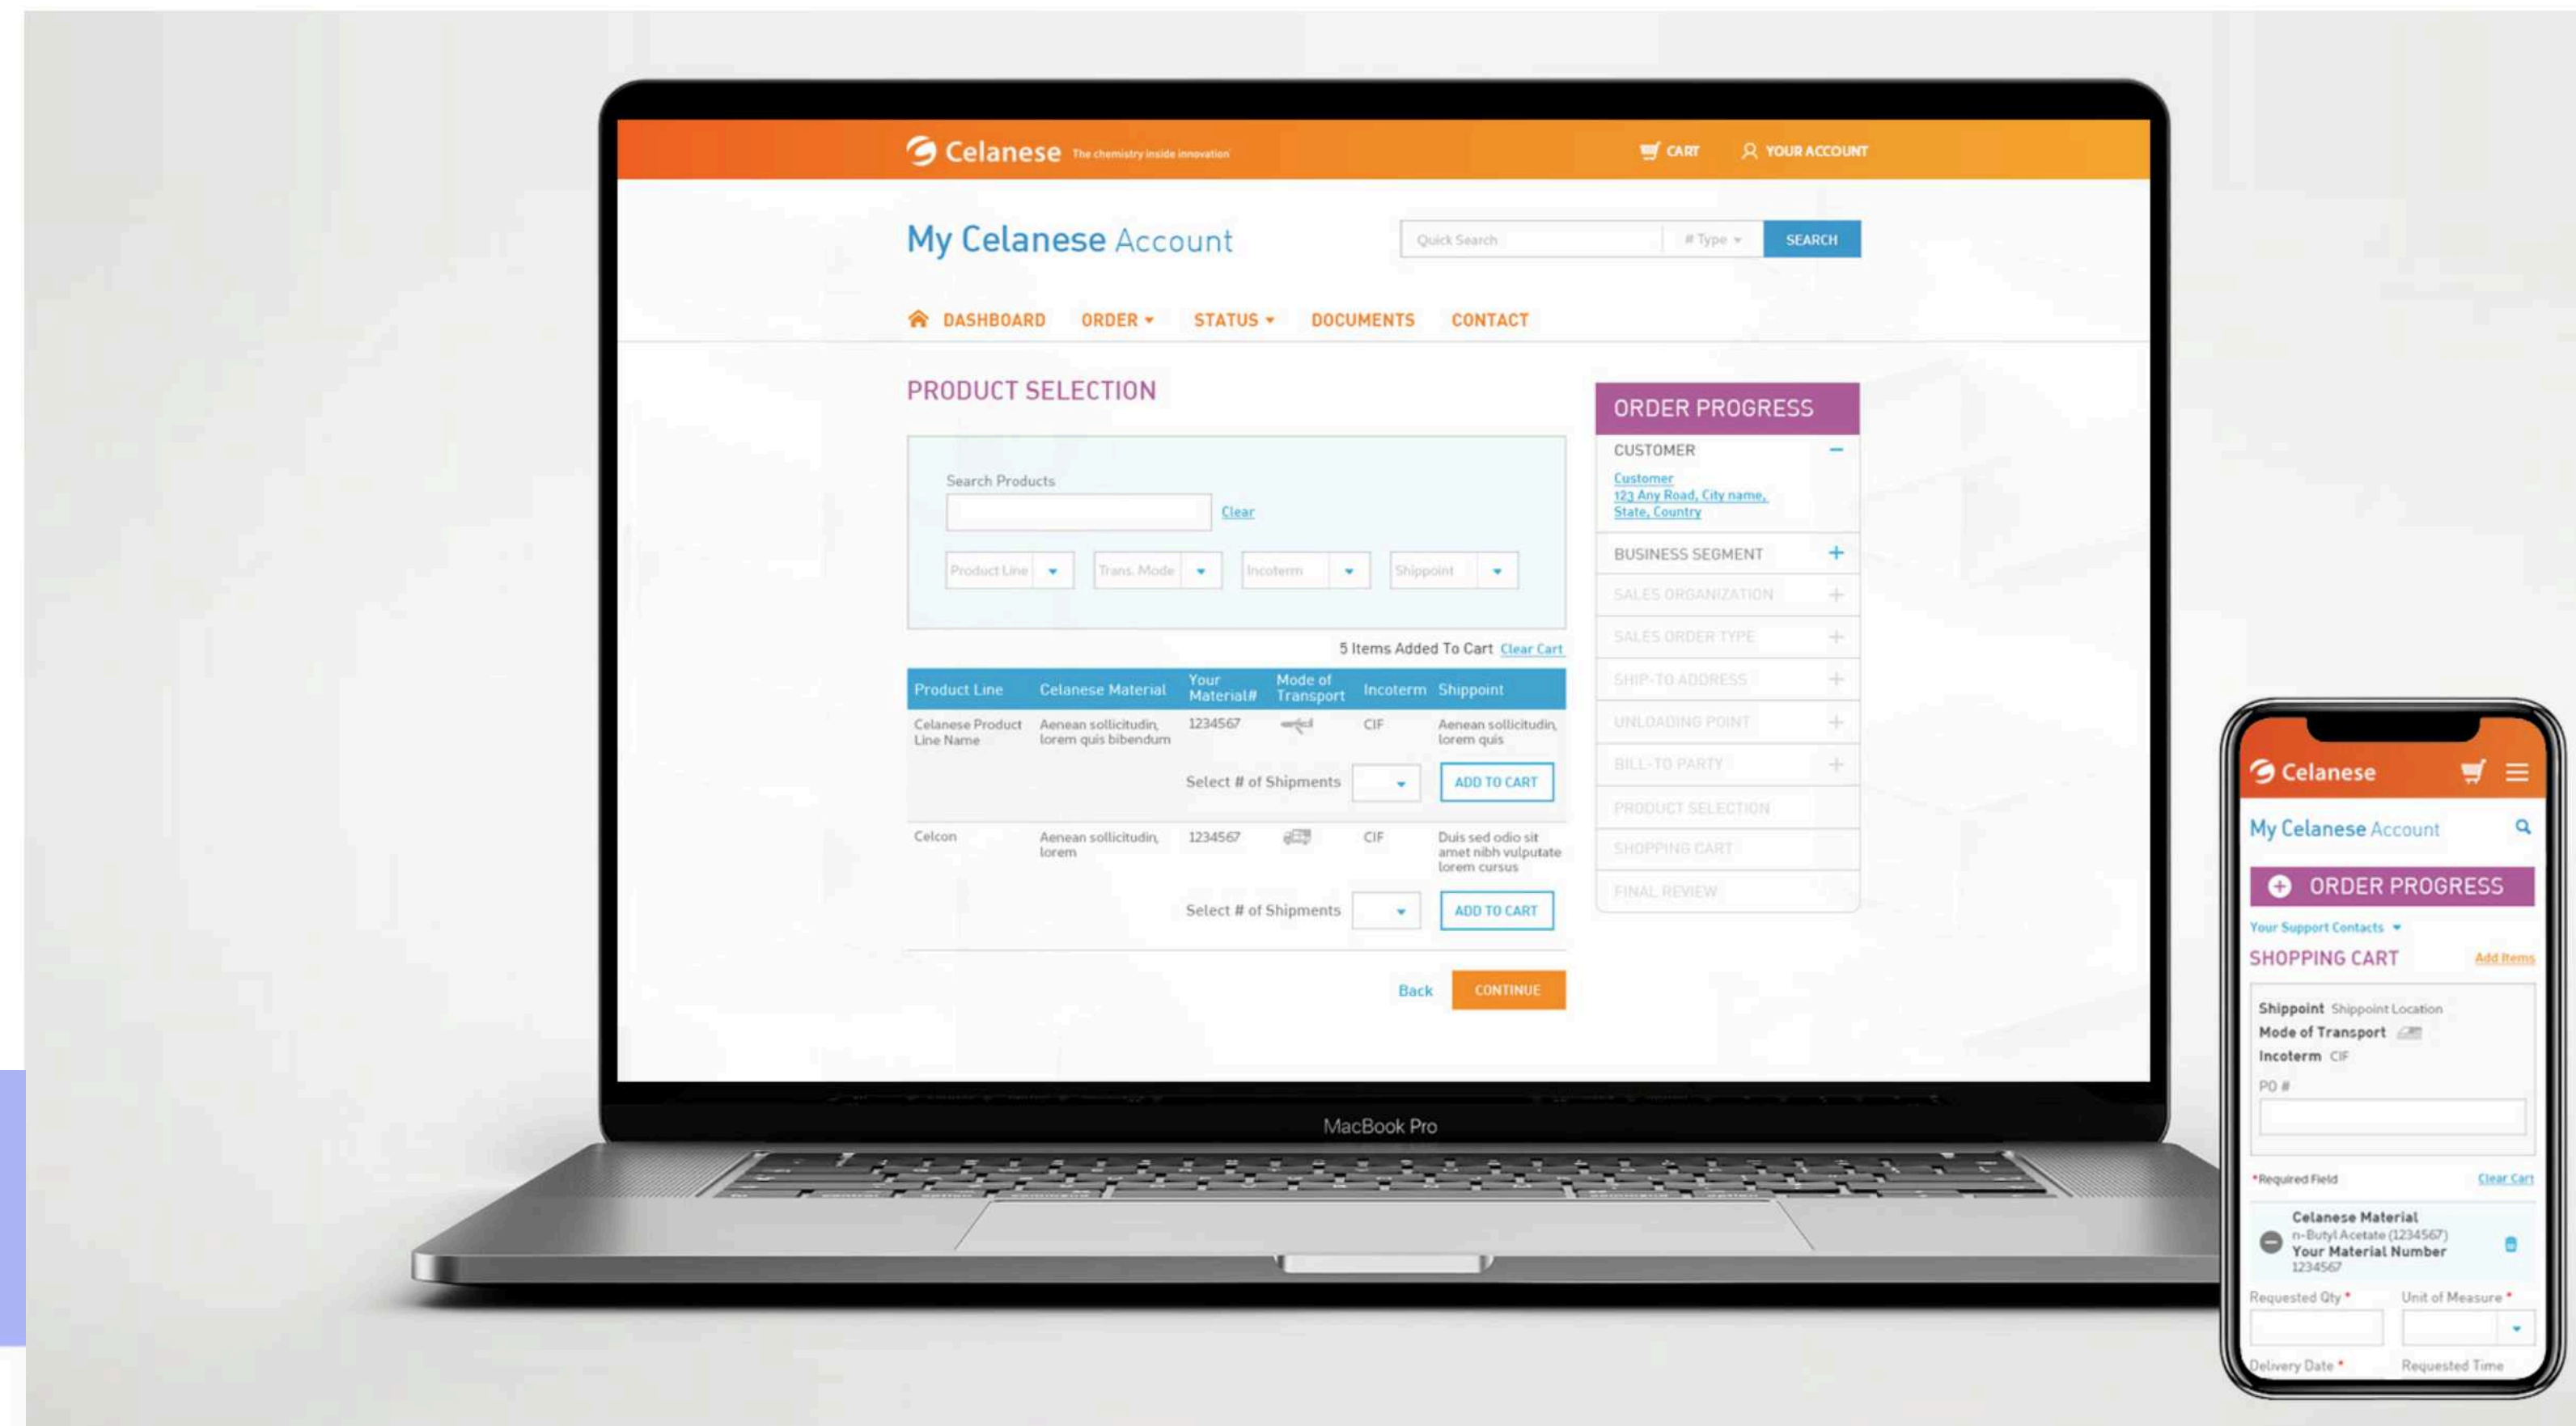 Celanese The chemistry inside innovation
CART
YOUR ACCOUNT
My Celanese Account
Quick Search
# Type
SEARCH
DASHBOARD
ORDER
STATUS
DOCUMENTS
CONTACT
PRODUCT SELECTION
Search Products
Clear
Product Line
Trans. Mode
Incoterm
Shippoint
5 Items Added To Cart Clear Cart
Product Line
Celanese Material
Your
Material#
Mode of
Transport
Incoterm
Shippoint
Celanese Product
Line Name
Aenean sollicitudin,
lorem quis bibendum
1234567
CIF
Aenean sollicitudin,
lorem quis
Select # of Shipments
ADD TO CART
Celcon
Aenean sollicitudin,
lorem
1234567
CIF
Duis sed odio sit
amet nibh vulputate
lorem cursus
Select # of Shipments
ADD TO CART
Back
CONTINUE
ORDER PROGRESS
CUSTOMER
Customer
123 Any Road, City name,
State, Country
BUSINESS SEGMENT
SALES ORGANIZATION
SALES ORDER TYPE
SHIP-TO ADDRESS
UNLOADING POINT
BILL-TO PARTY
PRODUCT SELECTION
SHOPPING CART
FINAL REVIEW
MacBook Pro
Celanese
My Celanese Account
ORDER PROGRESS
Your Support Contacts
SHOPPING CART
Add Items
Shippoint Shippoint Location
Mode of Transport
Incoterm CIF
PO #
*Required Field
Clear Cart
Celanese Material
n-Butyl Acetate (1234567)
Your Material Number
1234567
Requested Qty *
Unit of Measure *
Delivery Date *
Requested Time